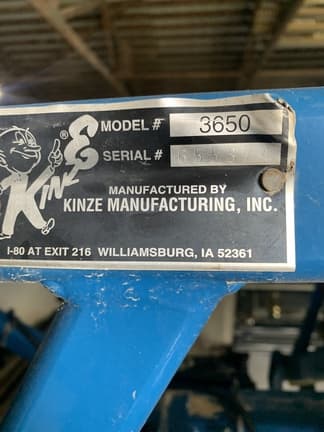 MODEL # 3650
SERIAL #
KINZE ®
MANUFACTURED BY
KINZE MANUFACTURING, INC.
I-80 AT EXIT 216 WILLIAMSBURG, IA 52361